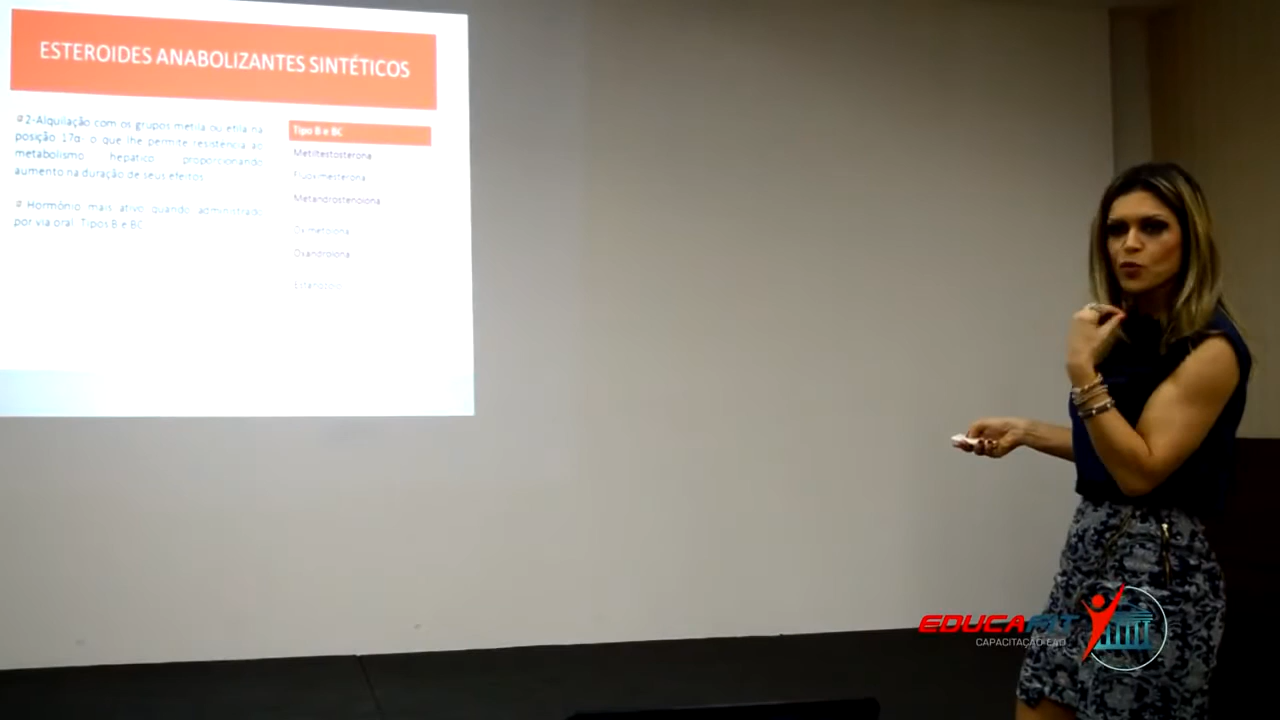 ESTEROIDES ANABOLIZANTES SINTÉTICOS
# 2-Alquilação com os grupos metila ou etila na
posição 17α- o que lhe permite resistência ao
metabolismo hepático proporcionando
aumento na duração de seus efeitos.
# Hormônio mais ativo quando administrado
por via oral. Tipos B e BC
Tipo B e BC
Metiltestosterona
Fluoximesterona
Metandrostenolona
Oximetolona
Oxandrolona
Estanozolol
EDUCAFIT
CAPACITAÇÃO EAD